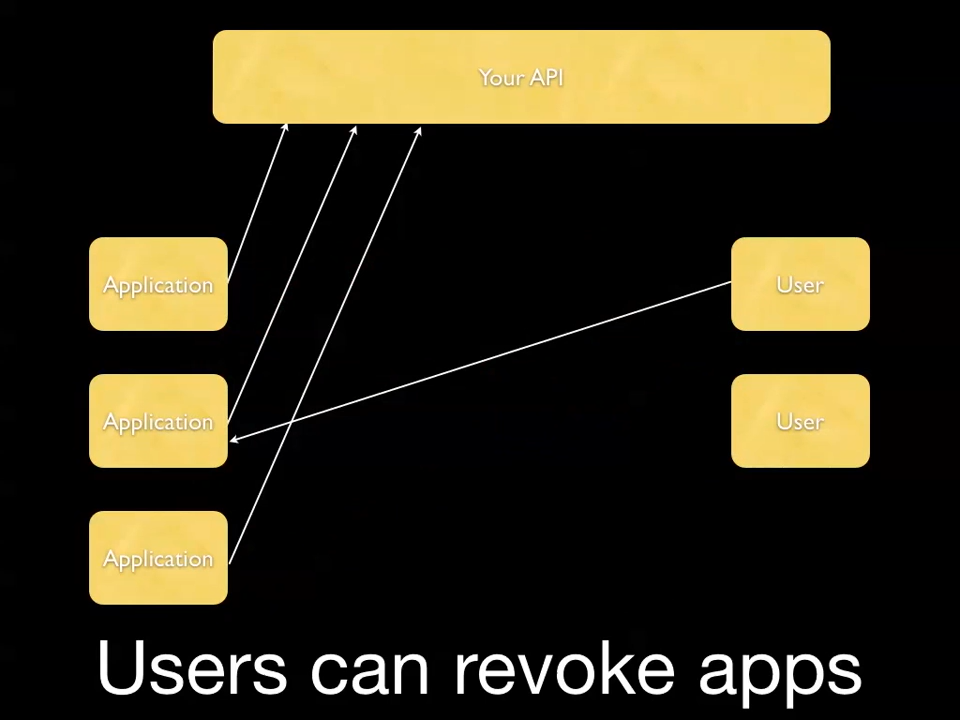 Your API
Application
User
Application
User
Application
Users can revoke apps